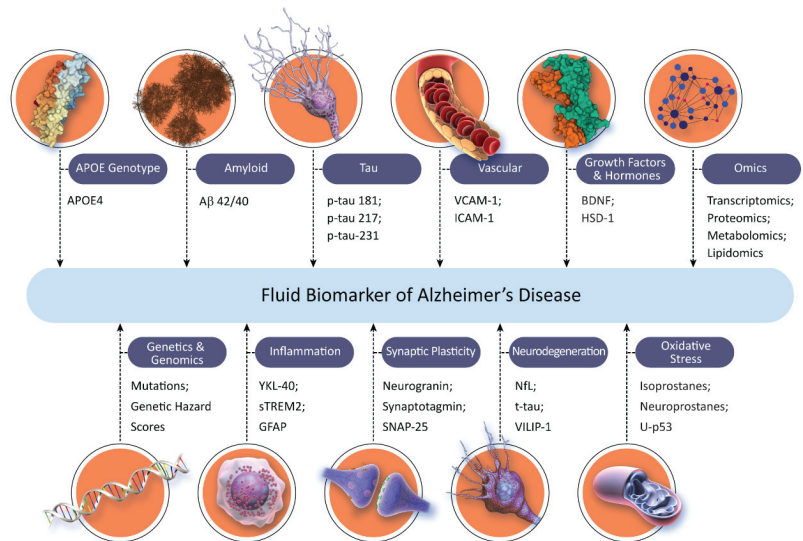 APOE Genotype
APOE4
Amyloid
Aβ 42/40
Tau
p-tau 181;
p-tau 217;
p-tau-231
Vascular
VCAM-1;
ICAM-1
Growth Factors
& Hormones
BDNF;
HSD-1
Omics
Transcriptomics;
Proteomics;
Metabolomics;
Lipidomics
Fluid Biomarker of Alzheimer’s Disease
Genetics &
Genomics
Mutations;
Genetic Hazard
Scores
Inflammation
YKL-40;
sTREM2;
GFAP
Synaptic Plasticity
Neurogranin;
Synaptotagmin;
SNAP-25
Neurodegeneration
NfL;
t-tau;
VILIP-1
Oxidative
Stress
Isoprostanes;
Neuroprostanes;
U-p53